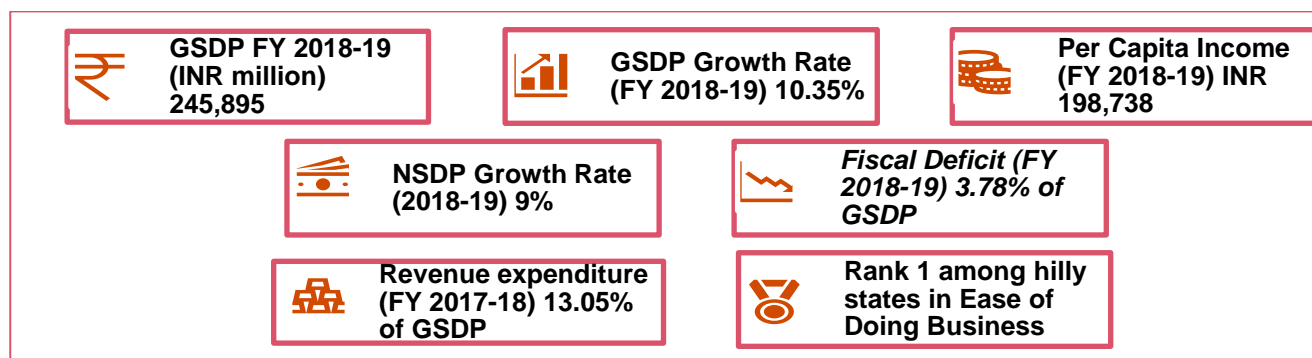 GSDP FY 2018-19
(INR million)
245,895
GSDP Growth Rate
(FY 2018-19) 10.35%
Per Capita Income
(FY 2018-19) INR
198,738
NSDP Growth Rate
(2018-19) 9%
Fiscal Deficit (FY
2018-19) 3.78% of
GSDP
Revenue expenditure
(FY 2017-18) 13.05%
of GSDP
Rank 1 among hilly
states in Ease of
Doing Business